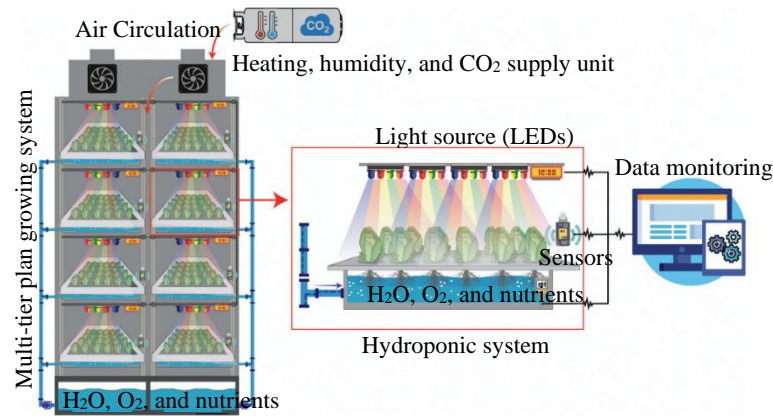 Air Circulation
CO₂
Heating, humidity, and CO₂ supply unit
Multi-tier plan growing system
Light source (LEDs)
12:00
Data monitoring
Sensors
H₂O, O₂, and nutrients
Hydroponic system
H₂O, O₂, and nutrients